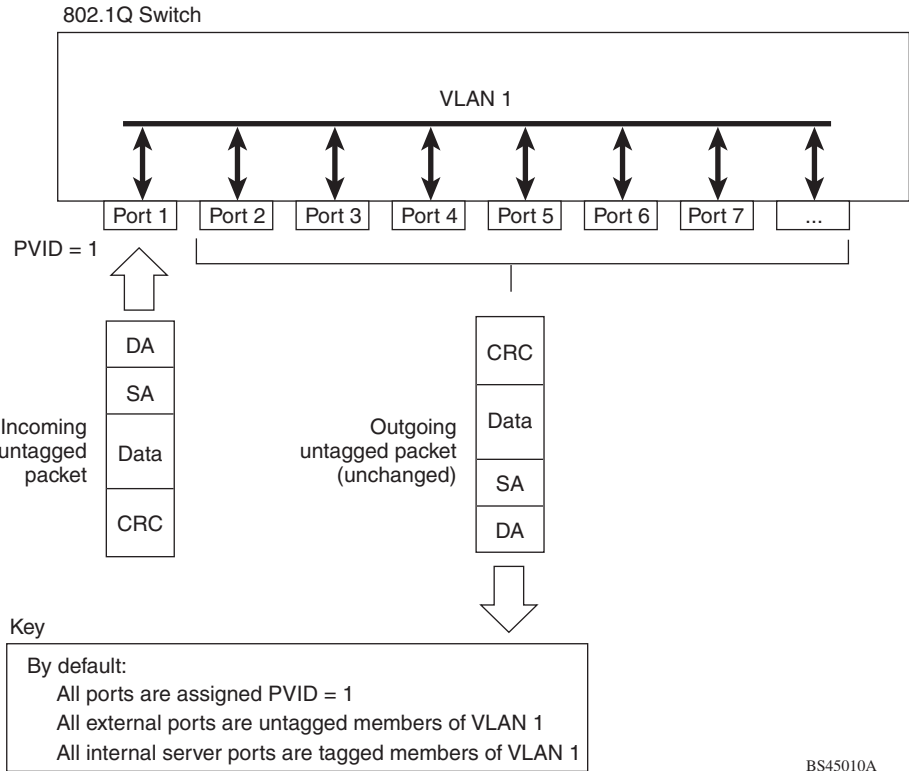 802.1Q Switch
VLAN 1
Port 1
Port 2
Port 3
Port 4
Port 5
Port 6
Port 7
...
PVID = 1
DA
SA
Data
CRC
Incoming
untagged
packet
CRC
Data
SA
DA
Outgoing
untagged packet
(unchanged)
Key
By default:
All ports are assigned PVID = 1
All external ports are untagged members of VLAN 1
All internal server ports are tagged members of VLAN 1
BS45010A